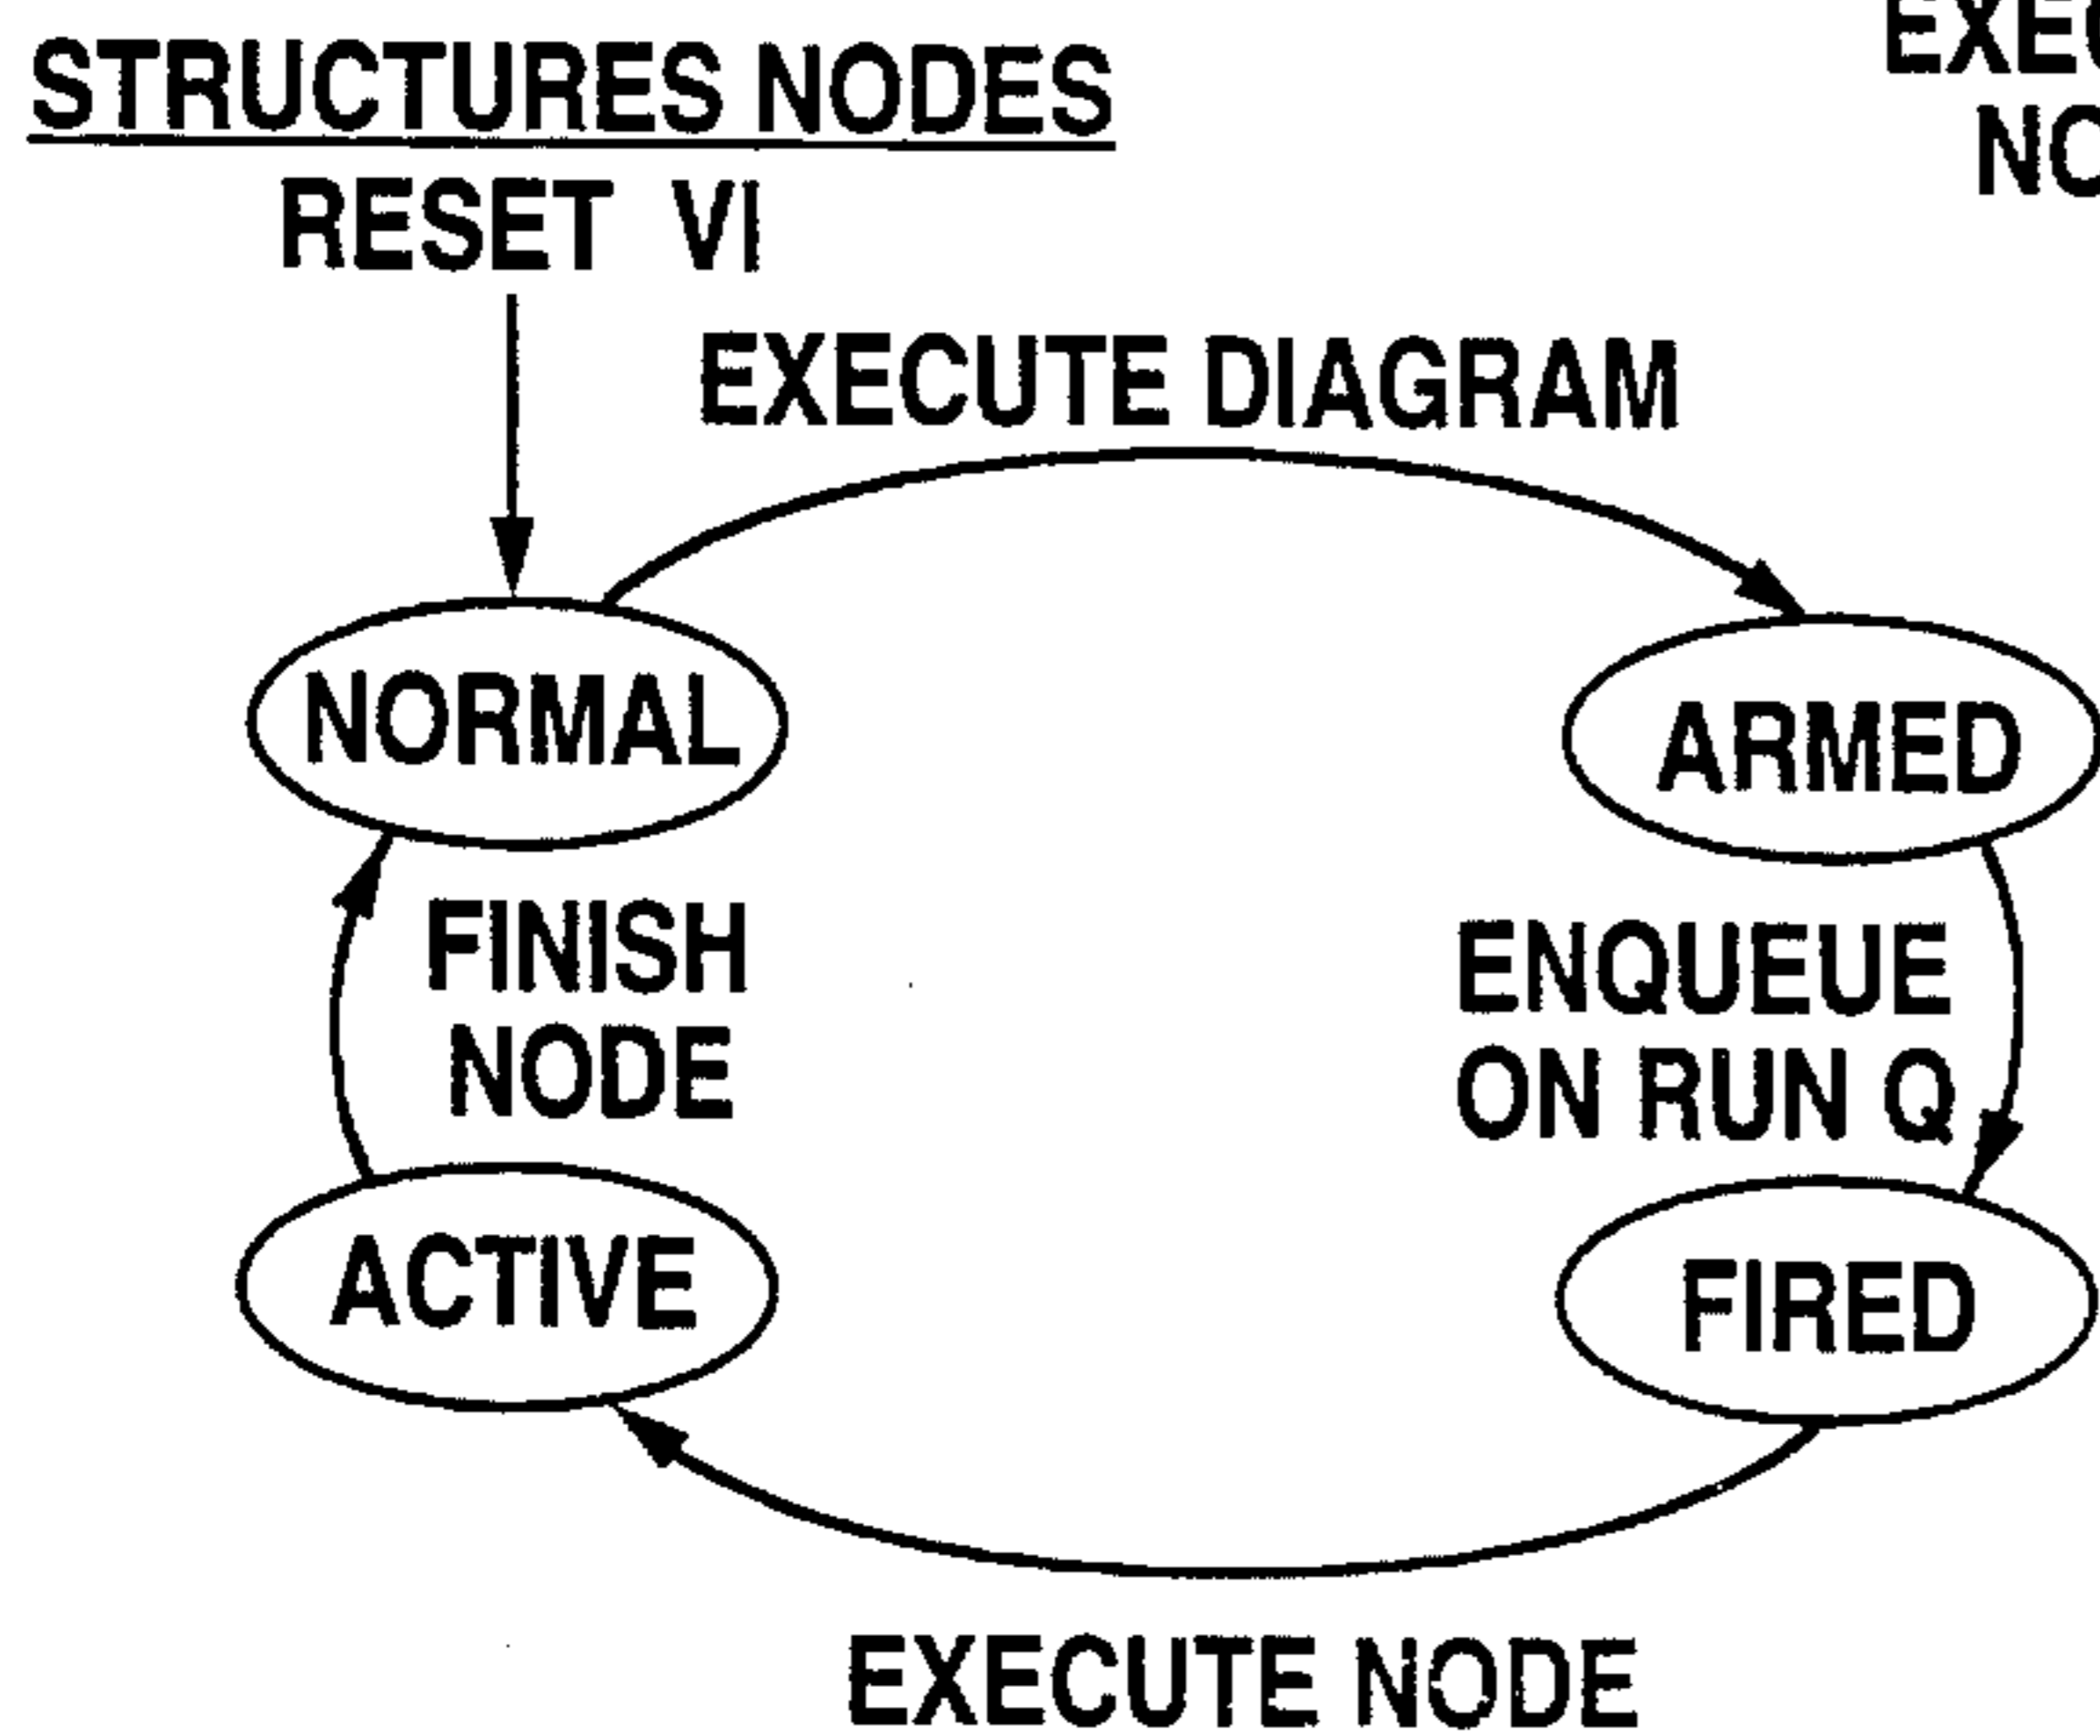 STRUCTURES NODES
RESET VI
EXECUTE DIAGRAM
NORMAL
ARMED
FINISH
NODE
ENQUEUE
ON RUN Q
ACTIVE
FIRED
EXECUTE NODE